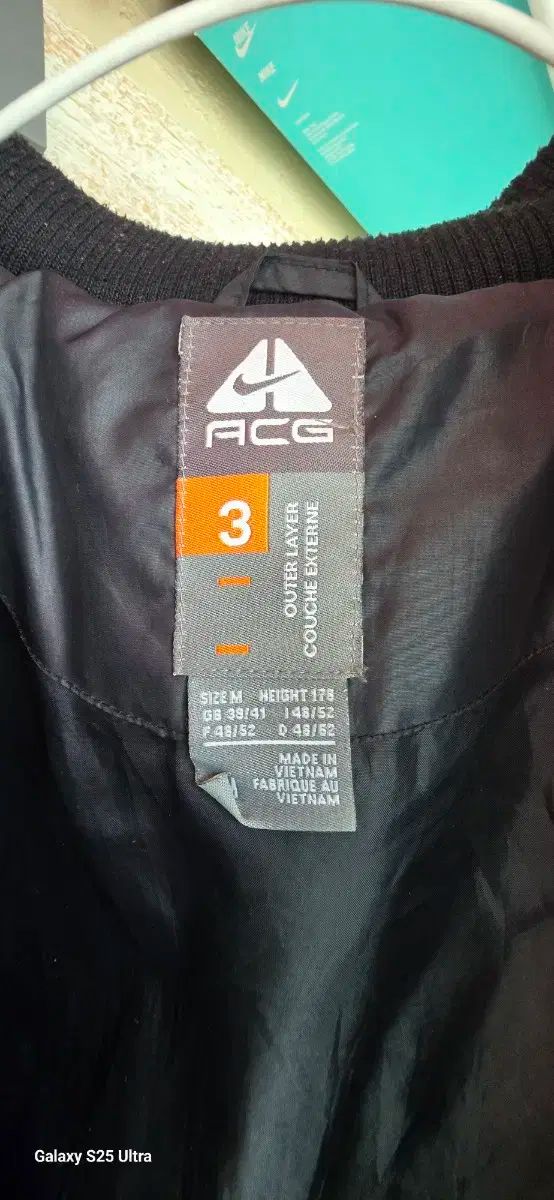 NIKE
ACG
3
OUTER LAYER
COUCHE EXTERNE
SIZE M HEIGHT 178
GB 39/41 I 48/52
F 48/52 D 48/52
MADE IN
VIETNAM
FABRIQUE AU
VIETNAM
Galaxy S25 Ultra